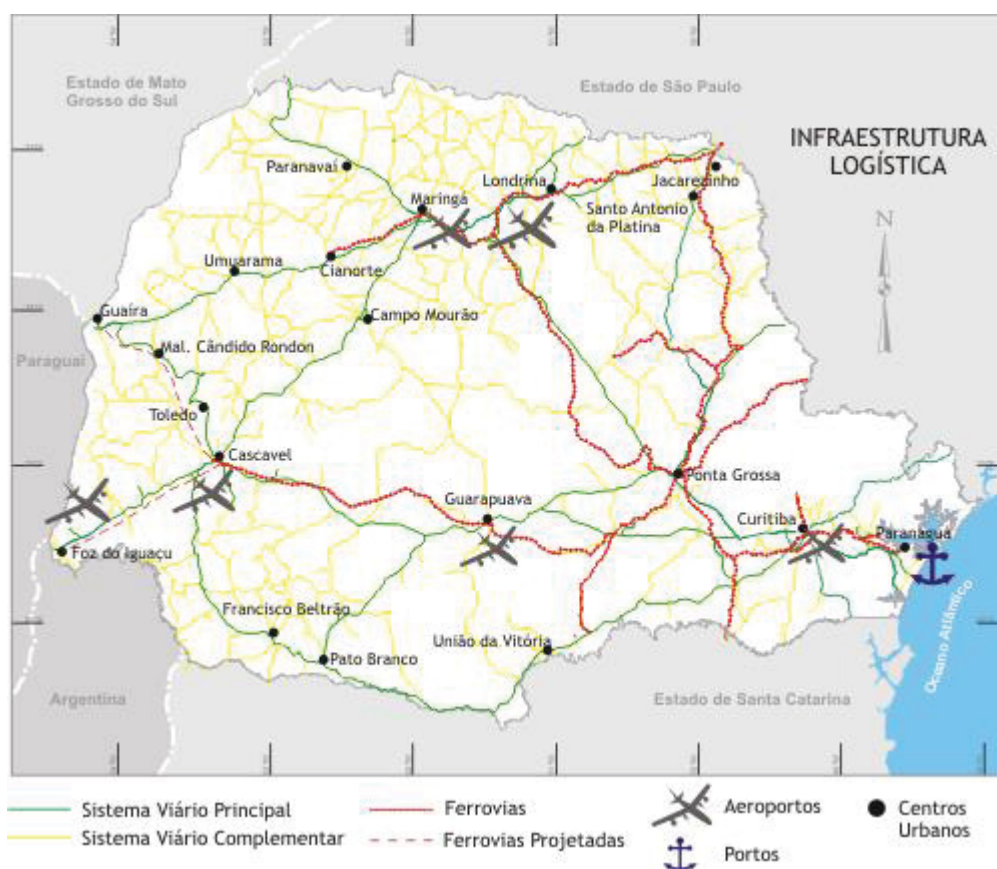 Estado de Mato
Grosso do Sul
Estado de São Paulo
INFRAESTRUTURA
LOGÍSTICA
Paranavaí
Londrina
Jacarezinho
Maringá
Santo Antonio
da Platina
N
Umuarama
Cianorte
Guaíra
Campo Mourão
Paraguai
Mal. Cândido Rondon
Toledo
Cascavel
Ponta Grossa
Guarapuava
Curitiba
Paranaguá
Foz do Iguaçu
Francisco Beltrão
União da Vitória
Pato Branco
Oceano Atlântico
Argentina
Estado de Santa Catarina
Sistema Viário Principal
Ferrovias
Aeroportos
Centros
Urbanos
Sistema Viário Complementar
Ferrovias Projetadas
Portos